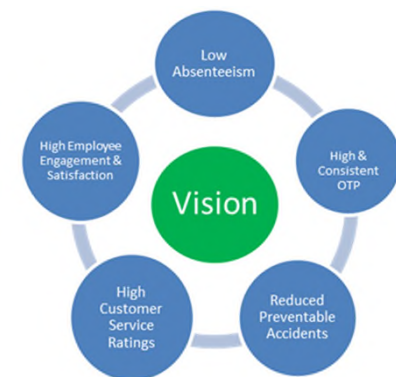 Low
Absenteeism
High &
Consistent
OTP
Reduced
Preventable
Accidents
High
Customer
Service
Ratings
High Employee
Engagement &
Satisfaction
Vision